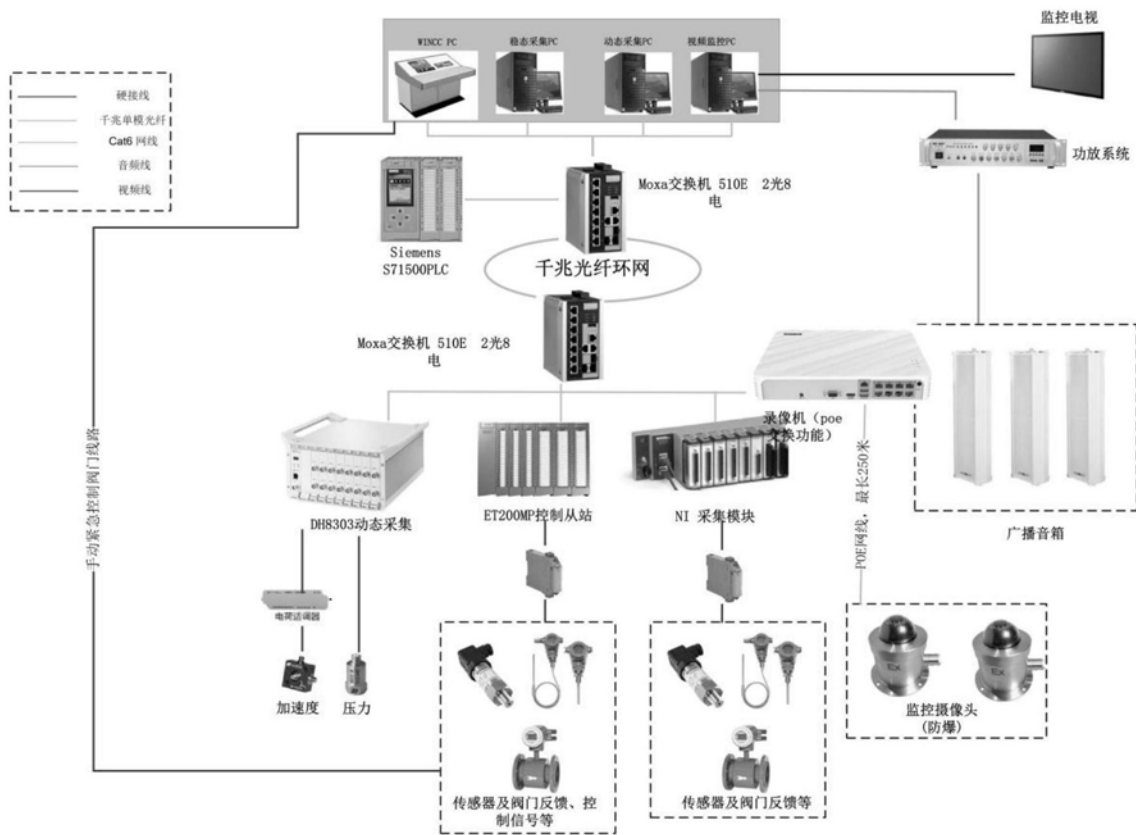 监控电视
WINCC PC
稳态采集PC
动态采集PC
视频监控PC
硬接线
千兆单模光纤
Cat6 网线
音频线
视频线
功放系统
Moxa交换机 510E 2光8
电
Siemens
S71500PLC
千兆光纤环网
Moxa交换机 510E 2光8
电
手动紧急控制阀门线路
录像机（poe
交换功能）
DH8303动态采集
ET200MP控制从站
NI 采集模块
POE网线，最长250米
广播音箱
电荷适调器
加速度
压力
Ex
Ex
监控摄像头
(防爆)
传感器及阀门反馈、控
制信号等
传感器及阀门反馈等